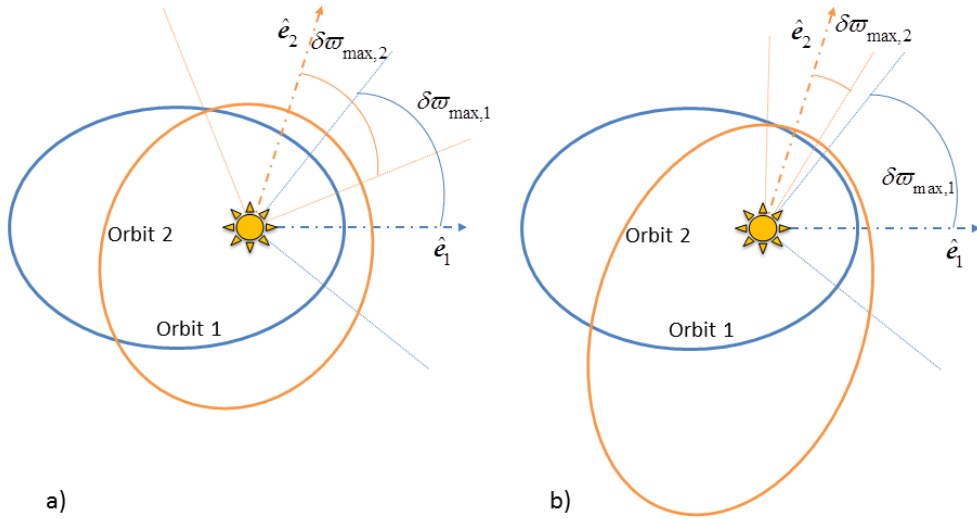 ê₂ δϖmax,2
δϖmax,1
ê₁
Orbit 2
Orbit 1
a)
ê₂ δϖmax,2
δϖmax,1
ê₁
Orbit 2
Orbit 1
b)